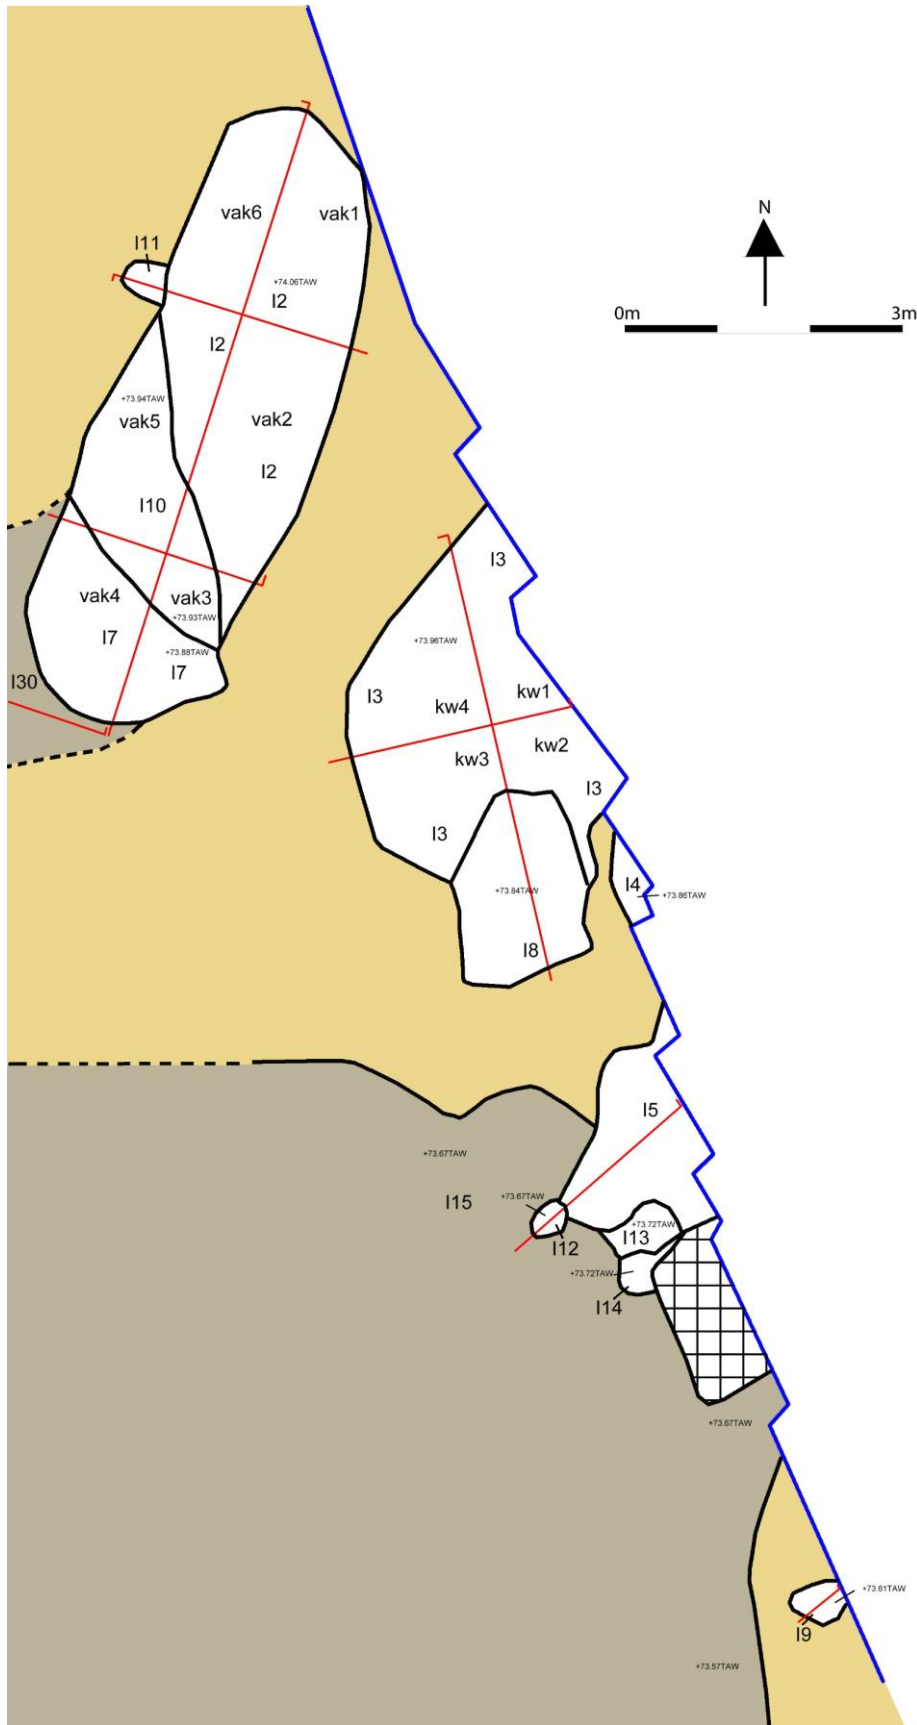 vak6
vak1
N
I11
+74.06TAW
I2
0m
3m
I2
+73.94TAW
vak5
vak2
I2
I10
I3
vak4
vak3
+73.93TAW
I7
+73.96TAW
+73.88TAW
I7
I30
I3
kw1
kw4
kw2
kw3
I3
I3
I4
+73.84TAW
+73.86TAW
I8
I5
+73.67TAW
+73.67TAW
I15
+73.72TAW
I13
I12
+73.72TAW
I14
+73.67TAW
+73.61TAW
I9
+73.57TAW